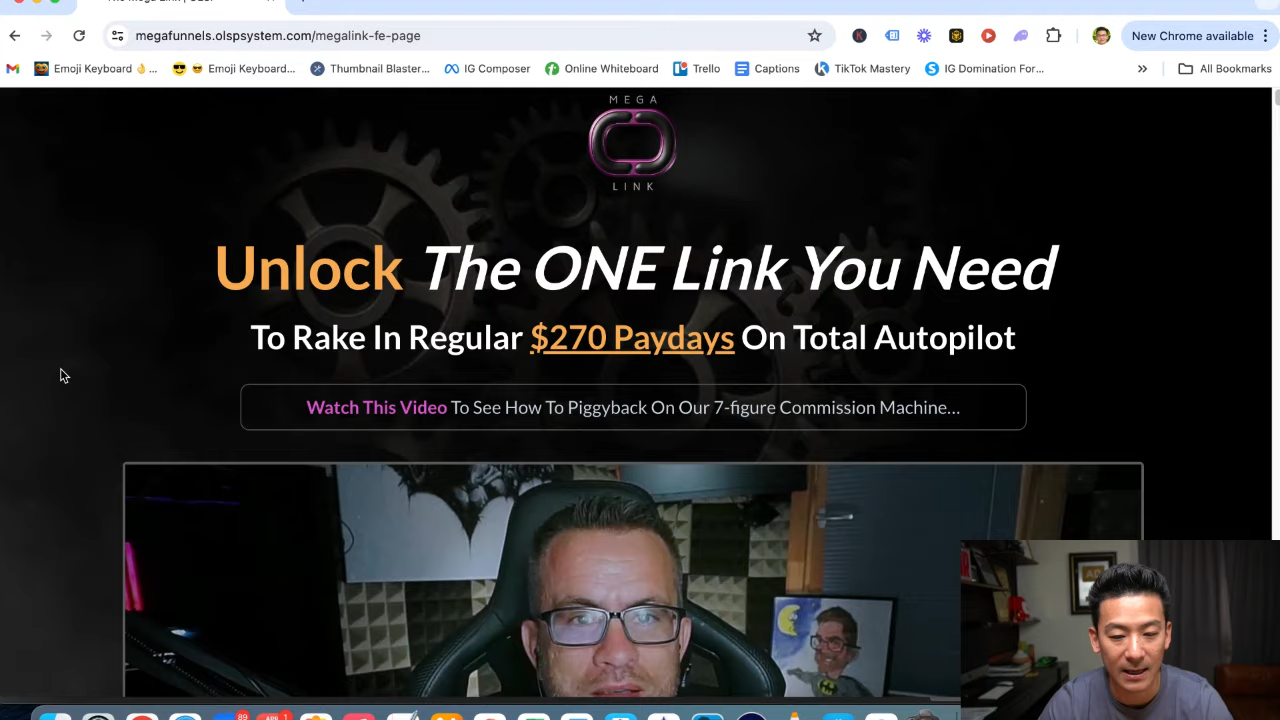 megafunnels.olspsystem.com/megalink-fe-page
New Chrome available
Emoji Keyboard 👌 ...
😎 Emoji Keyboard...
Thumbnail Blaster...
IG Composer
Online Whiteboard
Trello
Captions
TikTok Mastery
IG Domination For...
All Bookmarks
MEGA
LINK
Unlock The ONE Link You Need
To Rake In Regular $270 Paydays On Total Autopilot
Watch This Video To See How To Piggyback On Our 7-figure Commission Machine...
89
1